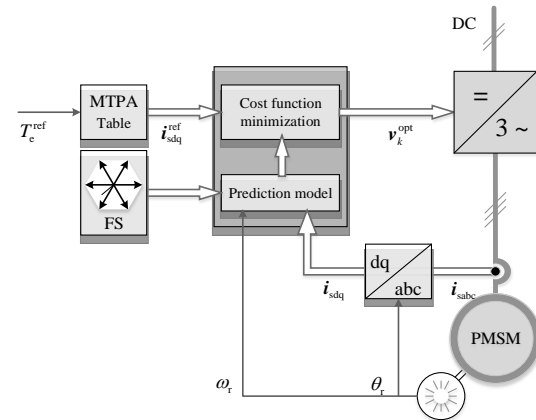 DC
MTPA
Table
Cost function
minimization
=
3 ~
T_e^ref
i_sdq^ref
v_k^opt
FS
Prediction model
dq
abc
i_sdq
i_sabc
PMSM
ω_r
θ_r